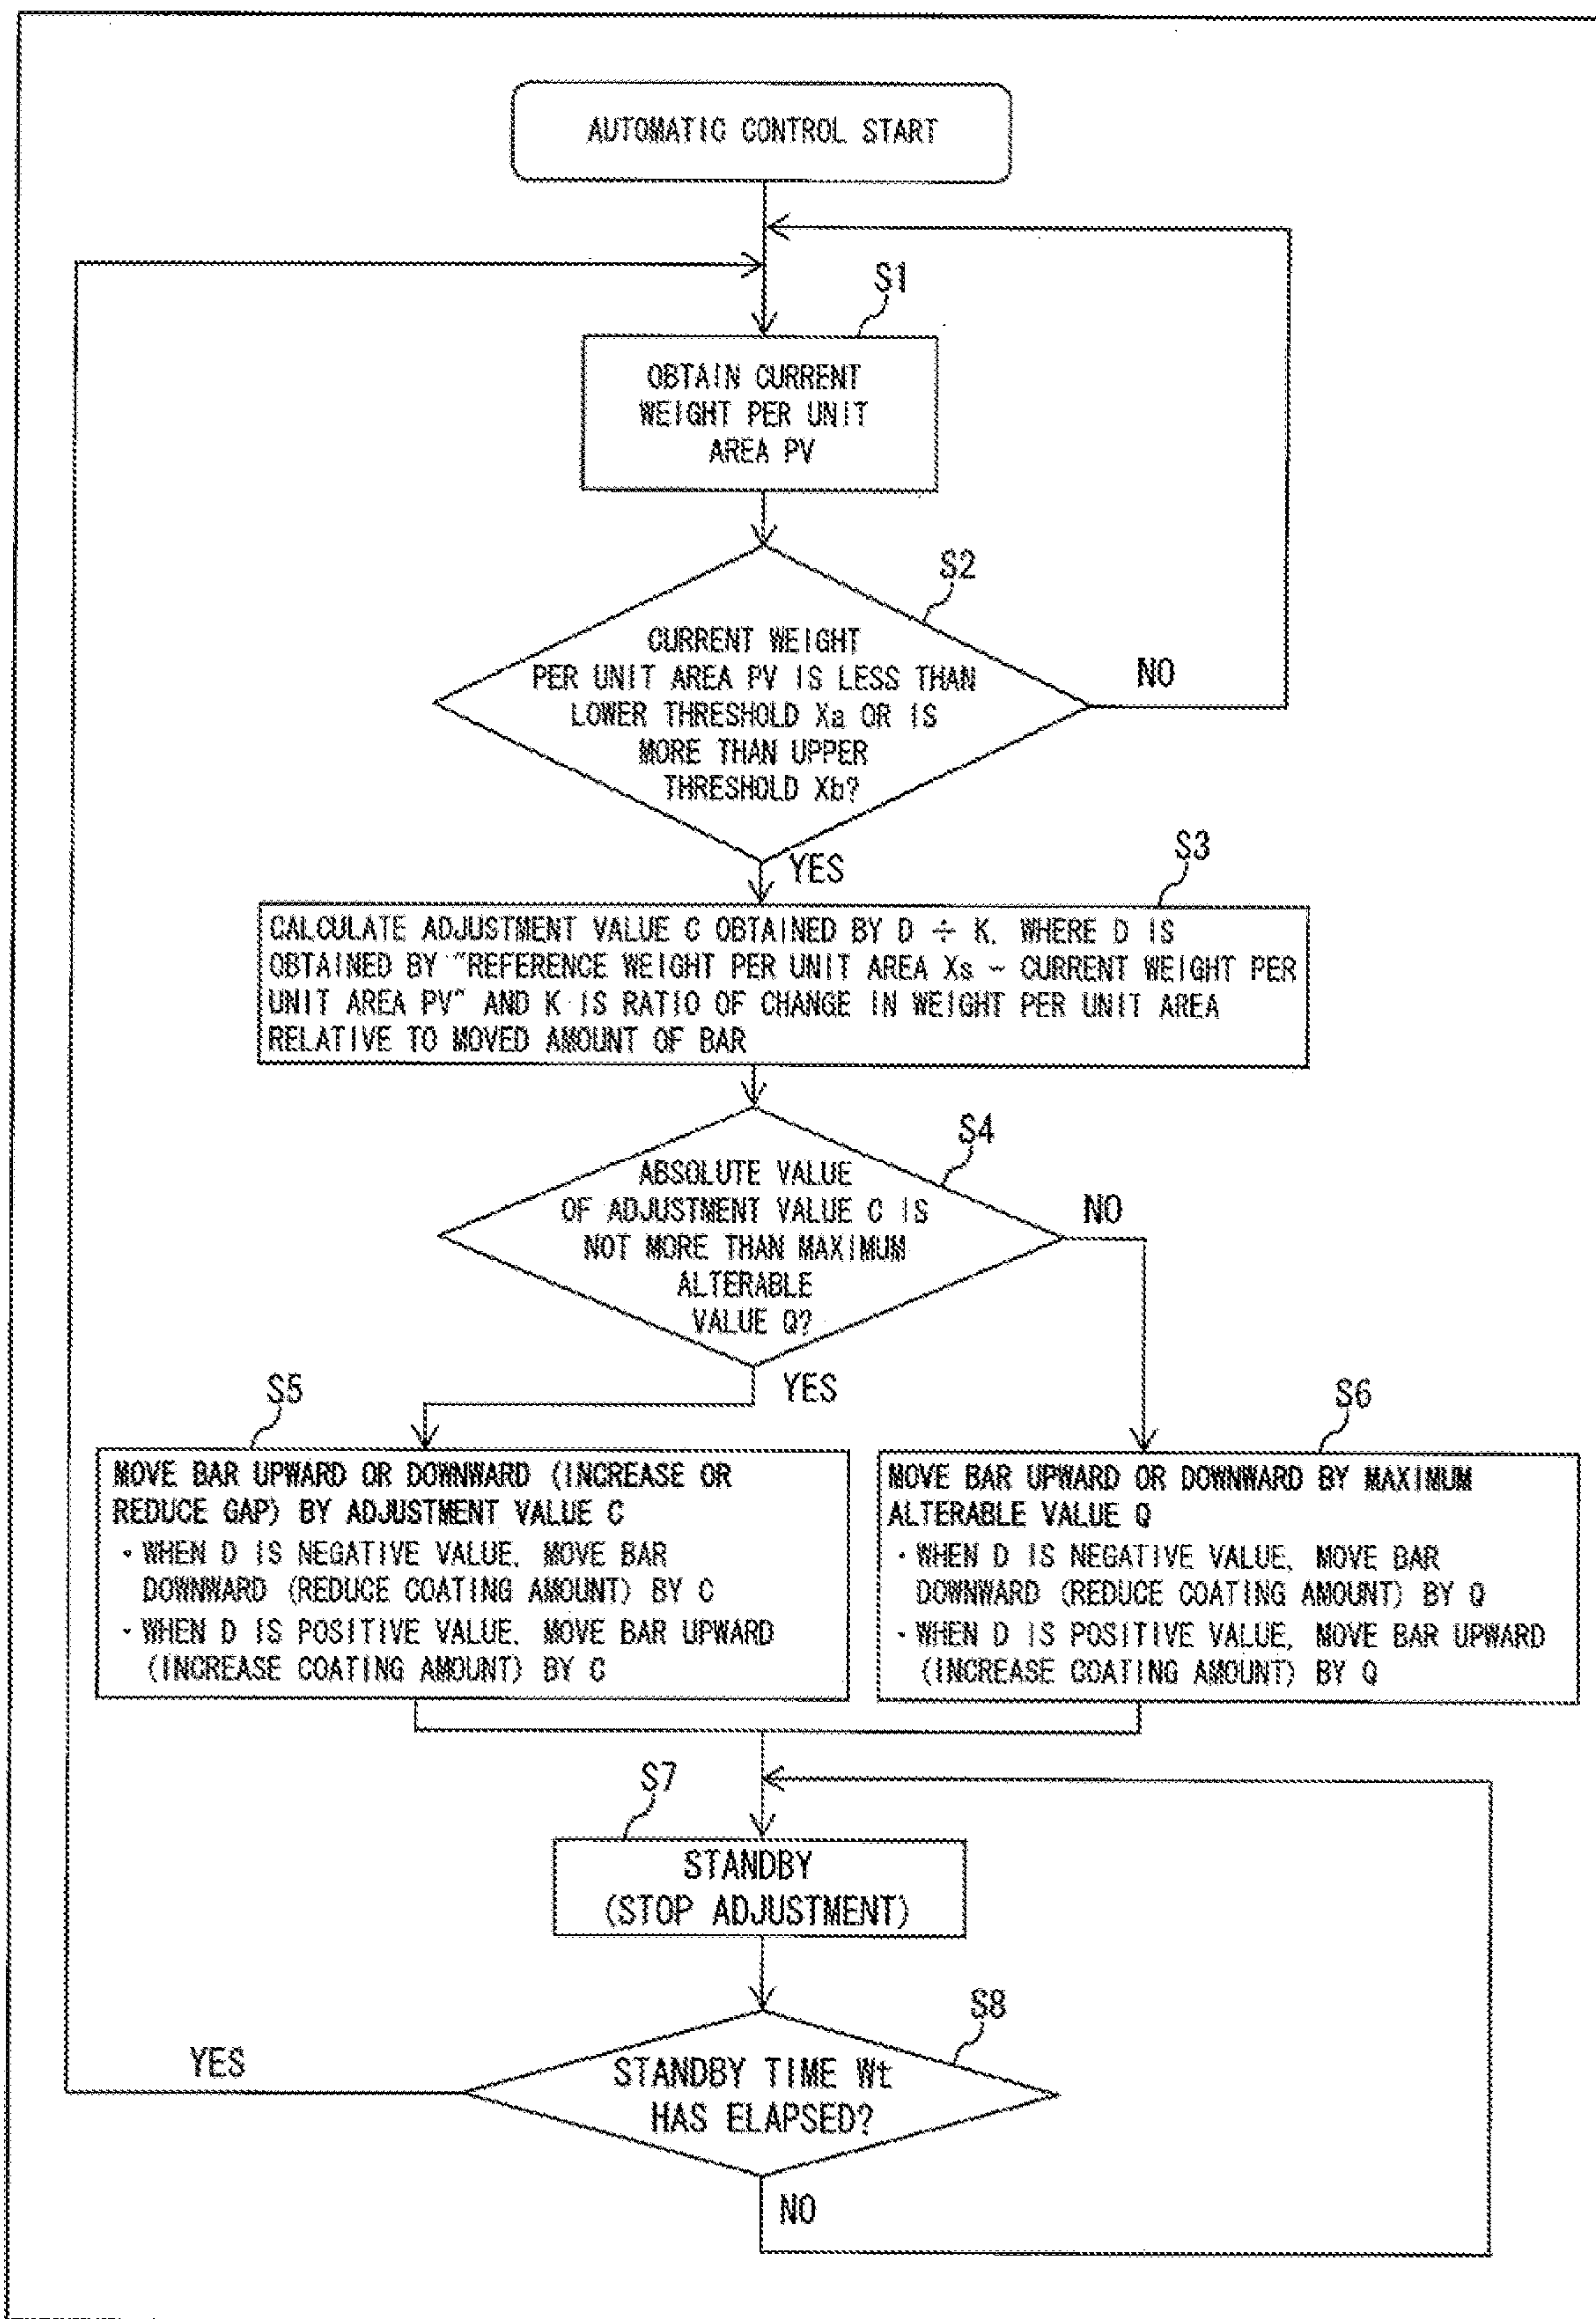 AUTOMATIC CONTROL START
S1
OBTAIN CURRENT
WEIGHT PER UNIT
AREA PV
S2
CURRENT WEIGHT
PER UNIT AREA PV IS LESS THAN
LOWER THRESHOLD Xa OR IS
MORE THAN UPPER
THRESHOLD Xb?
NO
YES
S3
CALCULATE ADJUSTMENT VALUE C OBTAINED BY D ÷ K, WHERE D IS
OBTAINED BY "REFERENCE WEIGHT PER UNIT AREA Xs - CURRENT WEIGHT PER
UNIT AREA PV" AND K IS RATIO OF CHANGE IN WEIGHT PER UNIT AREA
RELATIVE TO MOVED AMOUNT OF BAR
S4
ABSOLUTE VALUE
OF ADJUSTMENT VALUE C IS
NOT MORE THAN MAXIMUM
ALTERABLE
VALUE Q?
NO
YES
S5
MOVE BAR UPWARD OR DOWNWARD (INCREASE OR
REDUCE GAP) BY ADJUSTMENT VALUE C
· WHEN D IS NEGATIVE VALUE, MOVE BAR
DOWNWARD (REDUCE COATING AMOUNT) BY C
· WHEN D IS POSITIVE VALUE, MOVE BAR UPWARD
(INCREASE COATING AMOUNT) BY C
S6
MOVE BAR UPWARD OR DOWNWARD BY MAXIMUM
ALTERABLE VALUE Q
· WHEN D IS NEGATIVE VALUE, MOVE BAR
DOWNWARD (REDUCE COATING AMOUNT) BY Q
· WHEN D IS POSITIVE VALUE, MOVE BAR UPWARD
(INCREASE COATING AMOUNT) BY Q
S7
STANDBY
(STOP ADJUSTMENT)
S8
STANDBY TIME Wt
HAS ELAPSED?
YES
NO